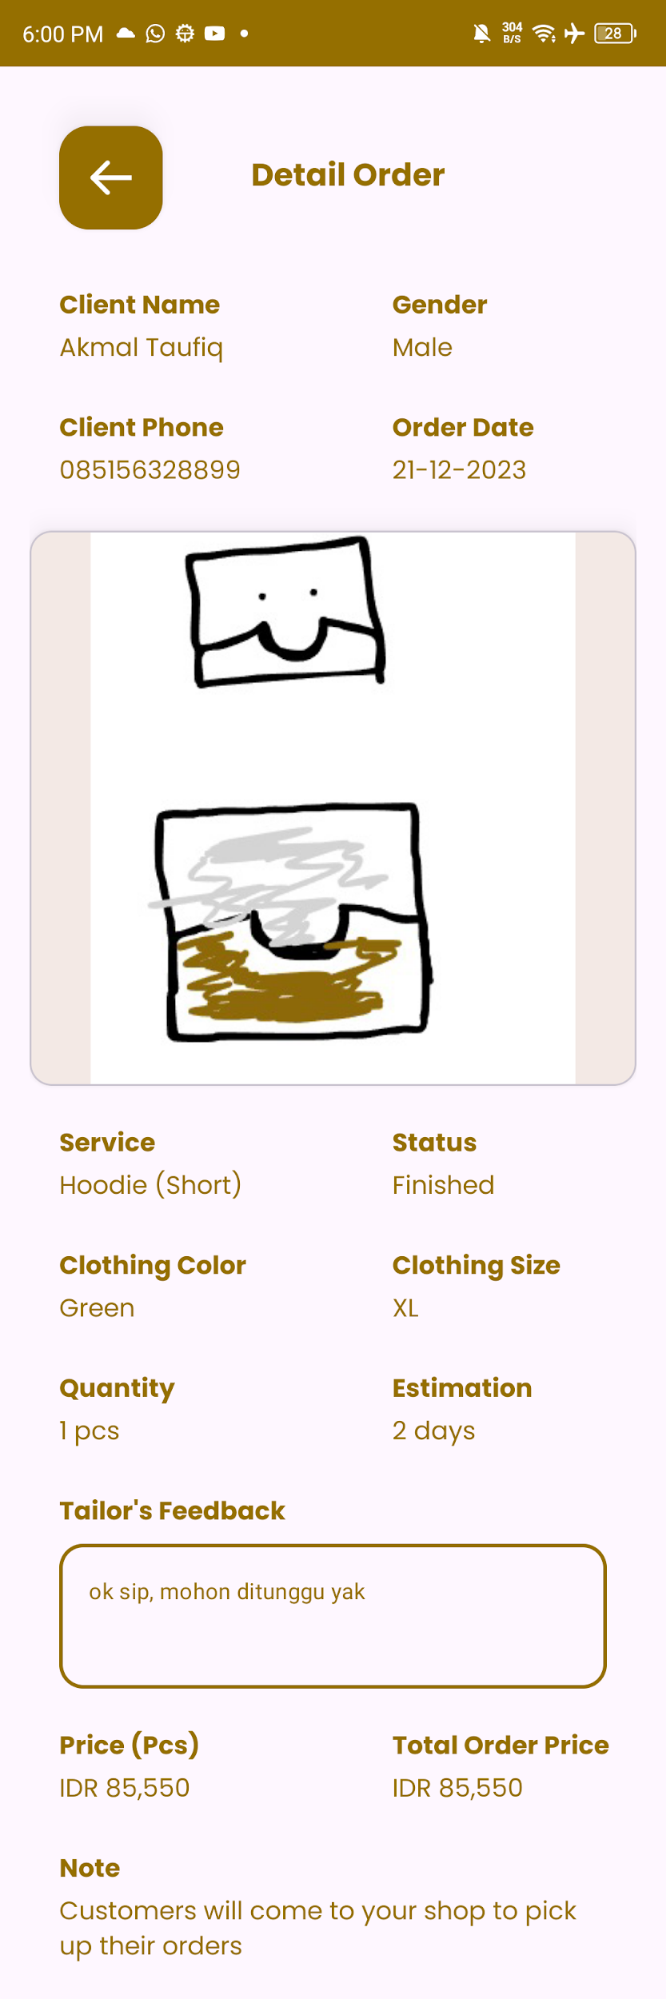 6:00 PM
304
B/S
28
Detail Order
Client Name
Gender
Akmal Taufiq
Male
Client Phone
Order Date
085156328899
21-12-2023
Service
Status
Hoodie (Short)
Finished
Clothing Color
Clothing Size
Green
XL
Quantity
Estimation
1 pcs
2 days
Tailor's Feedback
ok sip, mohon ditunggu yak
Price (Pcs)
Total Order Price
IDR 85,550
IDR 85,550
Note
Customers will come to your shop to pick
up their orders